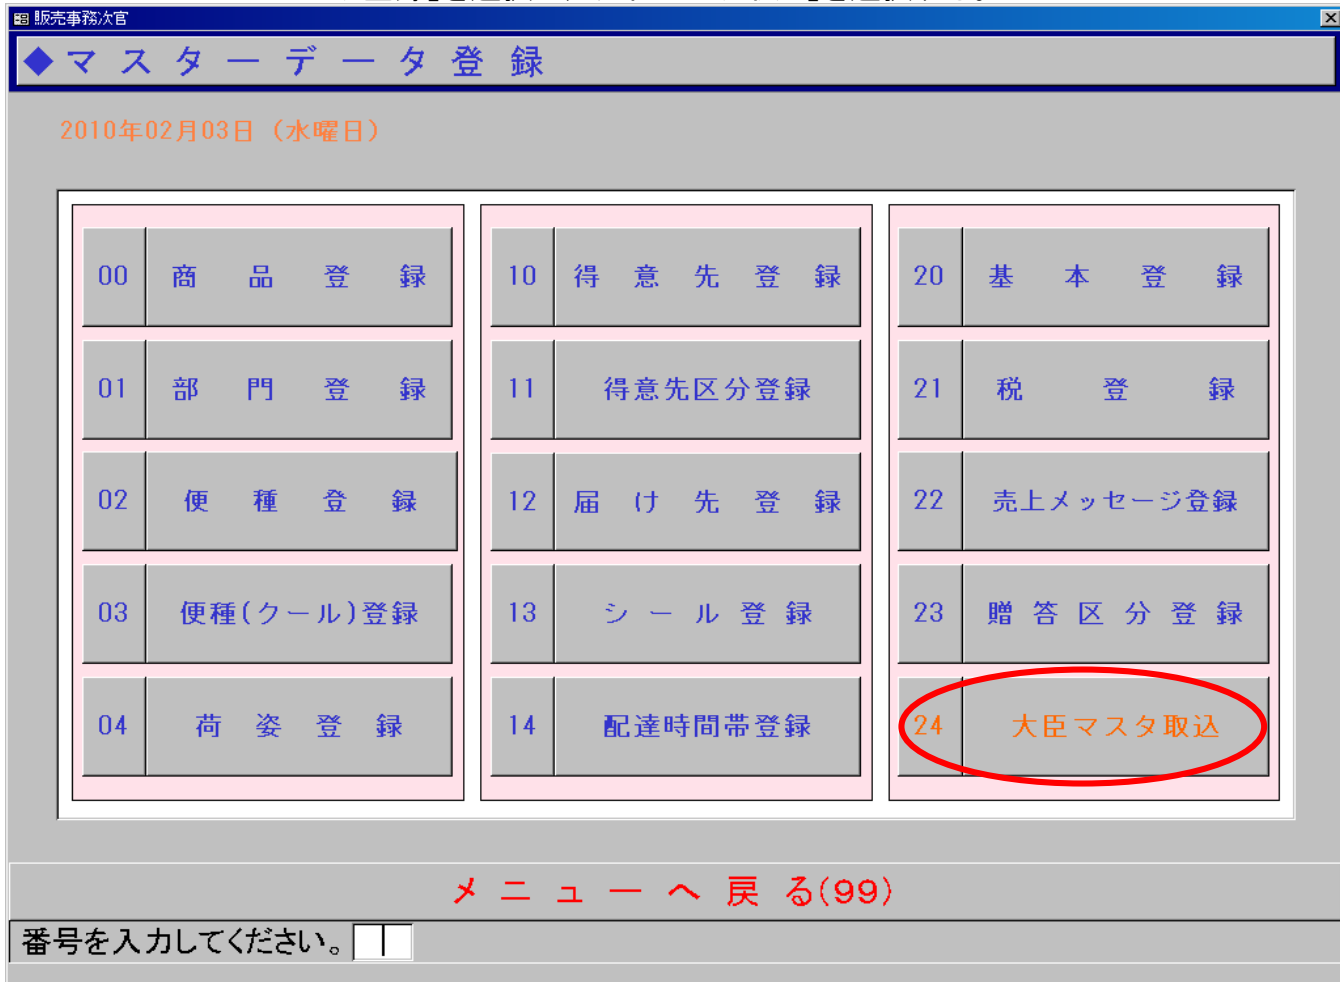 販売事務次官
◆マスターデータ登録
2010年02月03日（水曜日）
00 商品登録
01 部門登録
02 便種登録
03 便種(クール)登録
04 荷姿登録
10 得意先登録
11 得意先区分登録
12 届け先登録
13 シール登録
14 配達時間帯登録
20 基本登録
21 税登録
22 売上メッセージ登録
23 贈答区分登録
24 大臣マスタ取込
メニューへ戻る(99)
番号を入力してください。